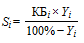 Sᵢ = КБᵢ × Yᵢ / 100% − Yᵢ